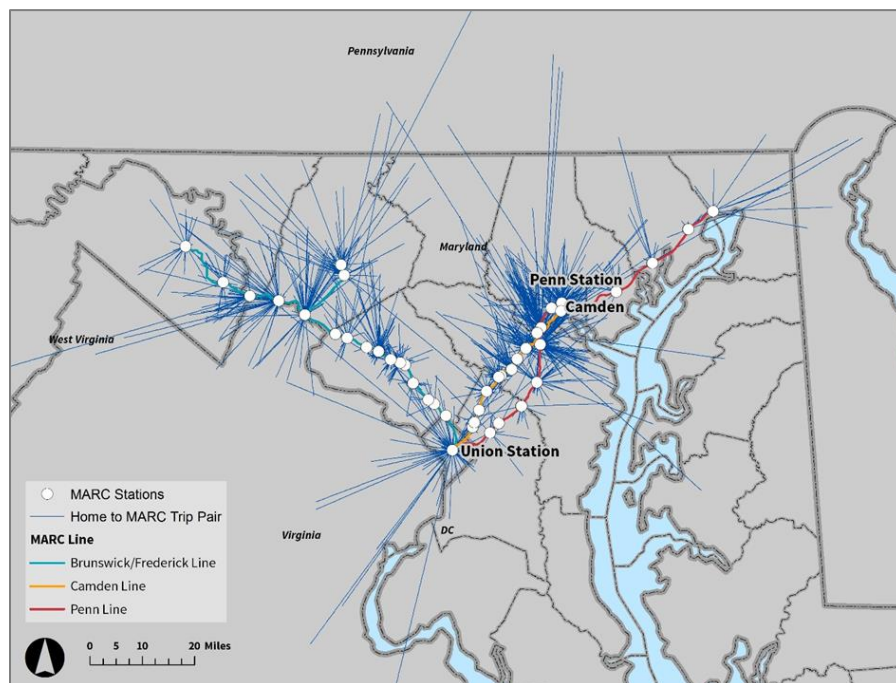 Pennsylvania
Maryland
Penn Station
Camden
West Virginia
Union Station
Virginia
DC
MARC Stations
Home to MARC Trip Pair
MARC Line
Brunswick/Frederick Line
Camden Line
Penn Line
0 5 10 20 Miles